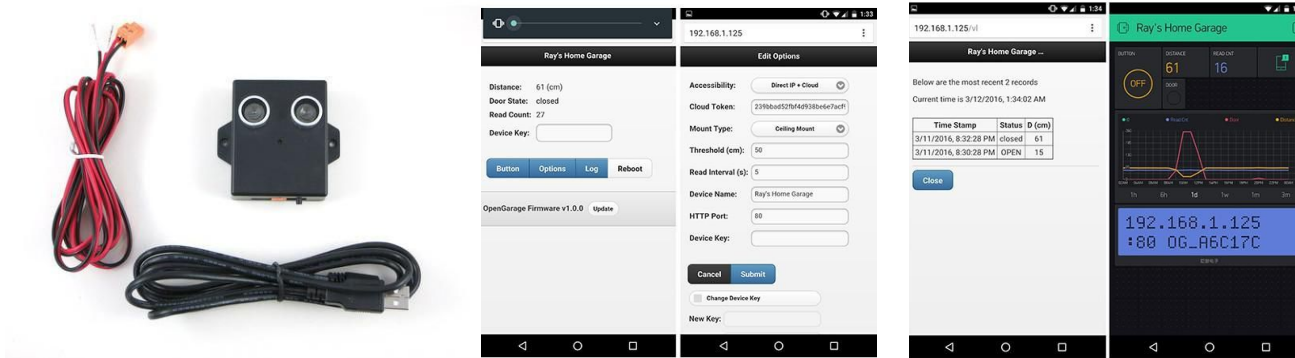 Ray's Home Garage
Distance: 61 (cm)
Door State: closed
Read Count: 27
Device Key:
Button Options Log Reboot
OpenGarage Firmware v1.0.0 Update
1:33
192.168.1.125
Edit Options
Accessibility: Direct IP + Cloud
Cloud Token:
Mount Type: Ceiling Mount
Threshold (cm): 50
Read Interval (s): 5
Device Name: Ray's Home Garage
HTTP Port: 80
Device Key:
Cancel Submit
Change Device Key
New Key:
1:34
192.168.1.125/vl
Ray's Home Garage ...
Below are the most recent 2 records
Current time is 3/12/2016, 1:34:02 AM
Time Stamp Status D (cm)
3/11/2016, 8:32:28 PM closed 61
3/11/2016, 8:30:28 PM OPEN 15
Close
Ray's Home Garage
BUTTON DISTANCE READ CNT
OFF 61 16
DOOR
1h 6h 1d 1w 1m 3m
192.168.1.125
:80 OG_A6C17C